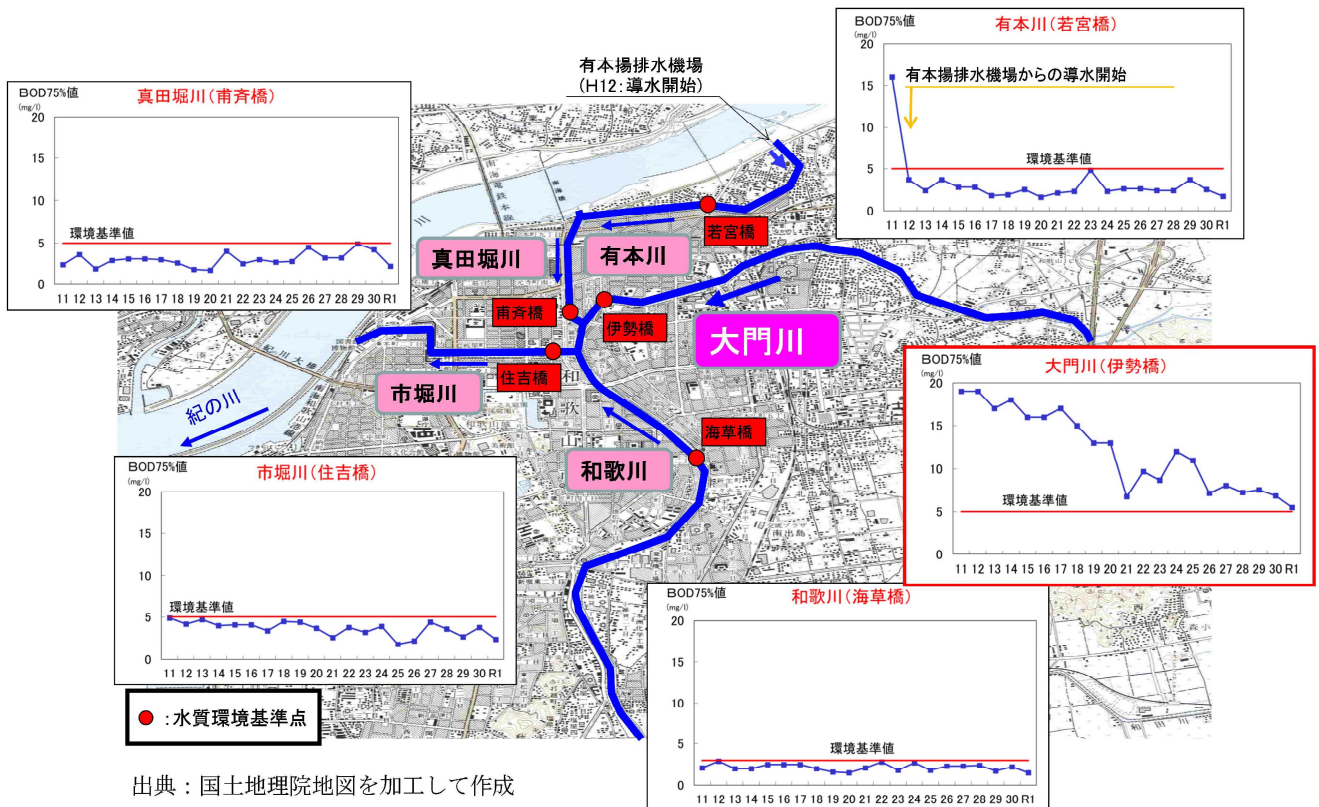 有本揚排水機場
(H12:導水開始)
BOD75%値
(mg/l)
有本川(若宮橋)
20
15
10
5
0
有本揚排水機場からの導水開始
環境基準値
11 12 13 14 15 16 17 18 19 20 21 22 23 24 25 26 27 28 29 30 R1
BOD75%値
(mg/l)
真田堀川(甫斉橋)
20
15
10
5
0
環境基準値
11 12 13 14 15 16 17 18 19 20 21 22 23 24 25 26 27 28 29 30 R1
若宮橋
真田堀川
有本川
甫斉橋
伊勢橋
大門川
住吉橋
市堀川
紀の川
紀川大橋
海草橋
和歌川
和
歌
山
BOD75%値
(mg/l)
大門川(伊勢橋)
20
15
10
5
0
環境基準値
11 12 13 14 15 16 17 18 19 20 21 22 23 24 25 26 27 28 29 30 R1
BOD75%値
(mg/l)
市堀川(住吉橋)
20
15
10
5
0
環境基準値
11 12 13 14 15 16 17 18 19 20 21 22 23 24 25 26 27 28 29 30 R1
BOD75%値
(mg/l)
和歌川(海草橋)
20
15
10
5
0
環境基準値
11 12 13 14 15 16 17 18 19 20 21 22 23 24 25 26 27 28 29 30 R1
:水質環境基準点
出典:国土地理院地図を加工して作成